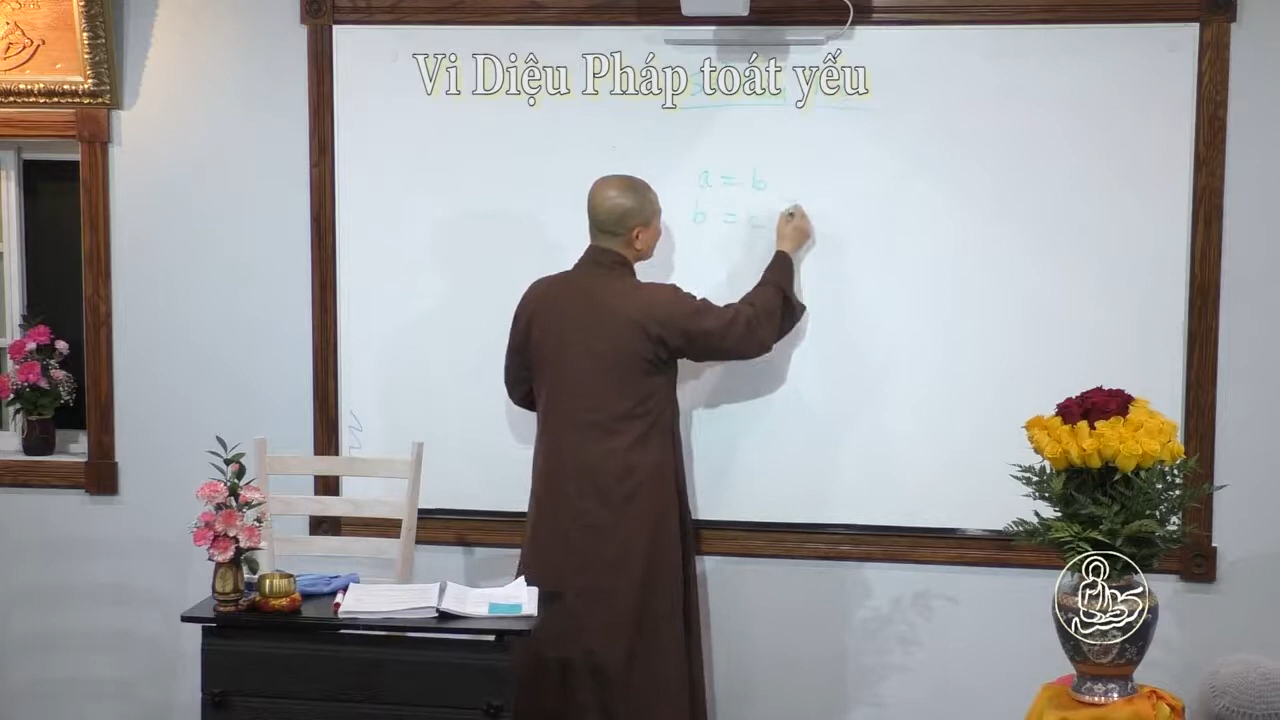 Vi Diệu Pháp toát yếu
a = b
b = c